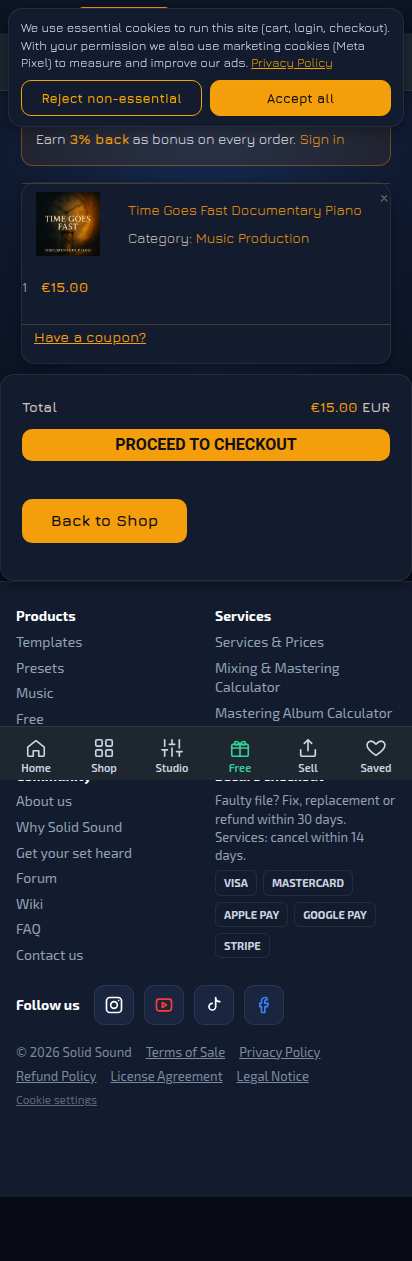 We use essential cookies to run this site (cart, login, checkout).
With your permission we also use marketing cookies (Meta
Pixel) to measure and improve our ads. Privacy Policy
Reject non-essential
Accept all
Earn 3% back as bonus on every order. Sign in
TIME GOES
FAST
Time Goes Fast Documentary Piano
×
Category: Music Production
1 €15.00
Have a coupon?
Total €15.00 EUR
PROCEED TO CHECKOUT
Back to Shop
Products
Templates
Presets
Music
Free
Services
Services & Prices
Mixing & Mastering
Calculator
Mastering Album Calculator
Home
Shop
Studio
Free
Sell
Saved
About us
Why Solid Sound
Get your set heard
Forum
Wiki
FAQ
Contact us
Faulty file? Fix, replacement or
refund within 30 days.
Services: cancel within 14
days.
VISA
MASTERCARD
APPLE PAY
GOOGLE PAY
STRIPE
Follow us
© 2026 Solid Sound Terms of Sale Privacy Policy
Refund Policy License Agreement Legal Notice
Cookie settings